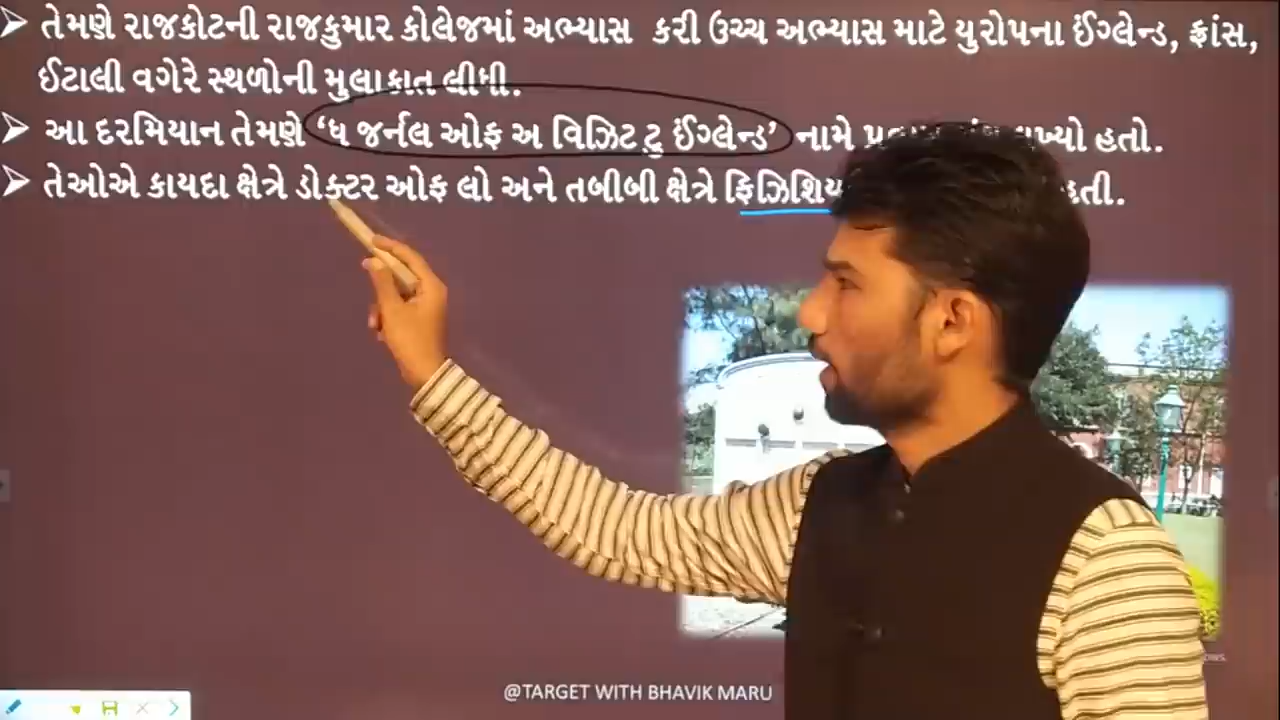 તેમણે રાજકોટની રાજકુમાર કોલેજમાં અભ્યાસ કરી ઉચ્ચ અભ્યાસ માટે યુરોપના ઈંગ્લેન્ડ, ફ્રાંસ,
ઈટાલી વગેરે સ્થળોની મુલાકાત લીધી.
આ દરમિયાન તેમણે ‘ધ જર્નલ ઓફ અ વિઝિટ ટુ ઈંગ્લેન્ડ’ નામે હતો.
તેઓએ કાયદા ક્ષેત્રે ડોક્ટર ઓફ લો અને તબીબી ક્ષેત્રે
@TARGET WITH BHAVIK MARU